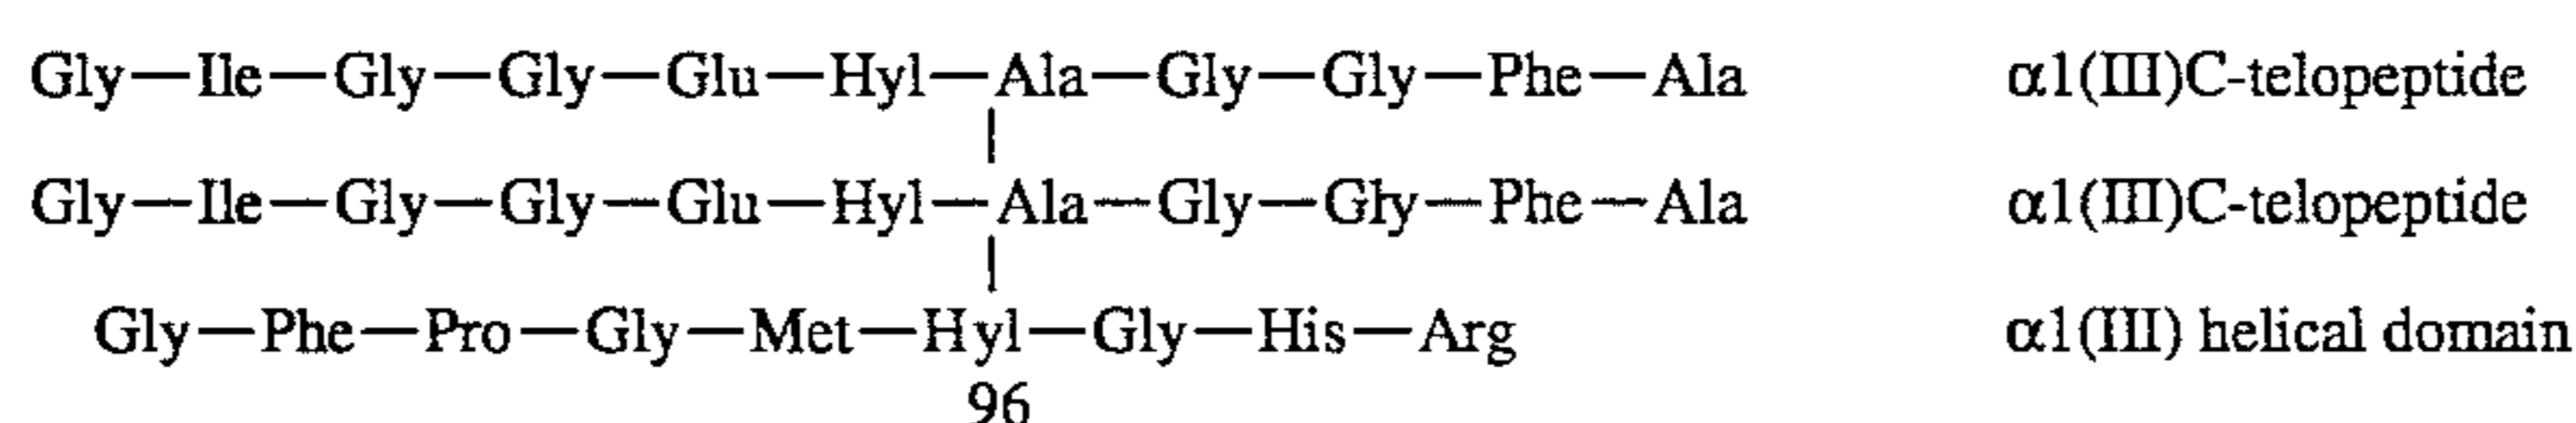 Gly—Ile—Gly—Gly—Glu—Hyl—Ala—Gly—Gly—Phe—Ala α1(III)C-telopeptide
Gly—Ile—Gly—Gly—Glu—Hyl—Ala—Gly—Gly—Phe—Ala α1(III)C-telopeptide
Gly—Phe—Pro—Gly—Met—Hyl—Gly—His—Arg α1(III) helical domain
96